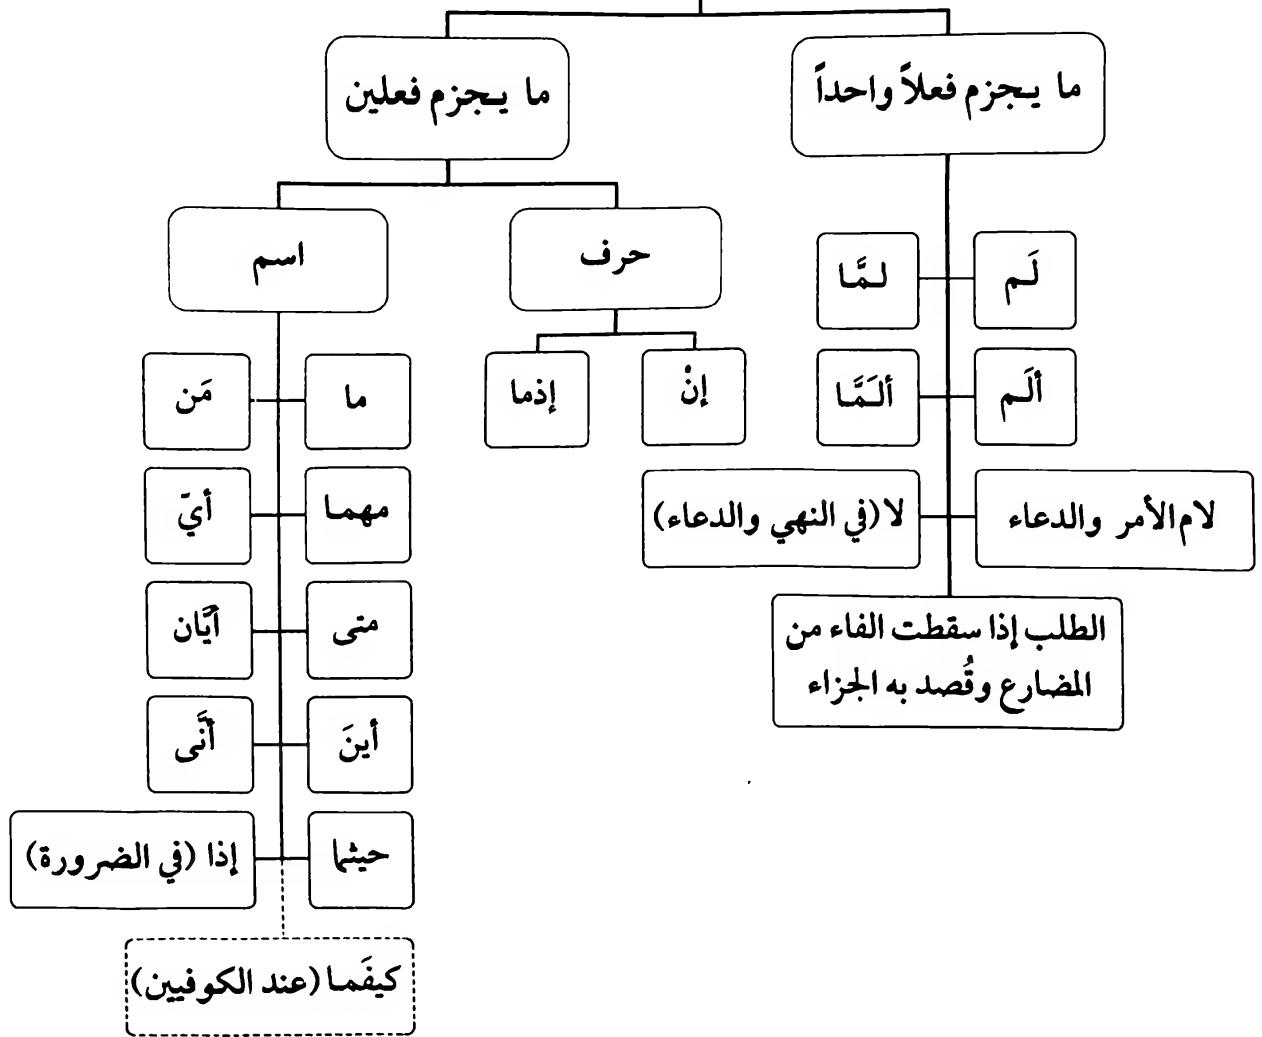 ما يجزم فعلاً واحداً
ما يجزم فعلين
لَم
لمَّا
ألَم
ألَمَّا
لام الأمر والدعاء
لا (في النهي والدعاء)
الطلب إذا سقطت الفاء من
المضارع وقُصد به الجزاء
حرف
اسم
إنْ
إذما
ما
مَن
مهما
أيّ
متى
أيَّان
أينَ
أنَّى
حيثما
إذا (في الضرورة)
كيفَما (عند الكوفيين)